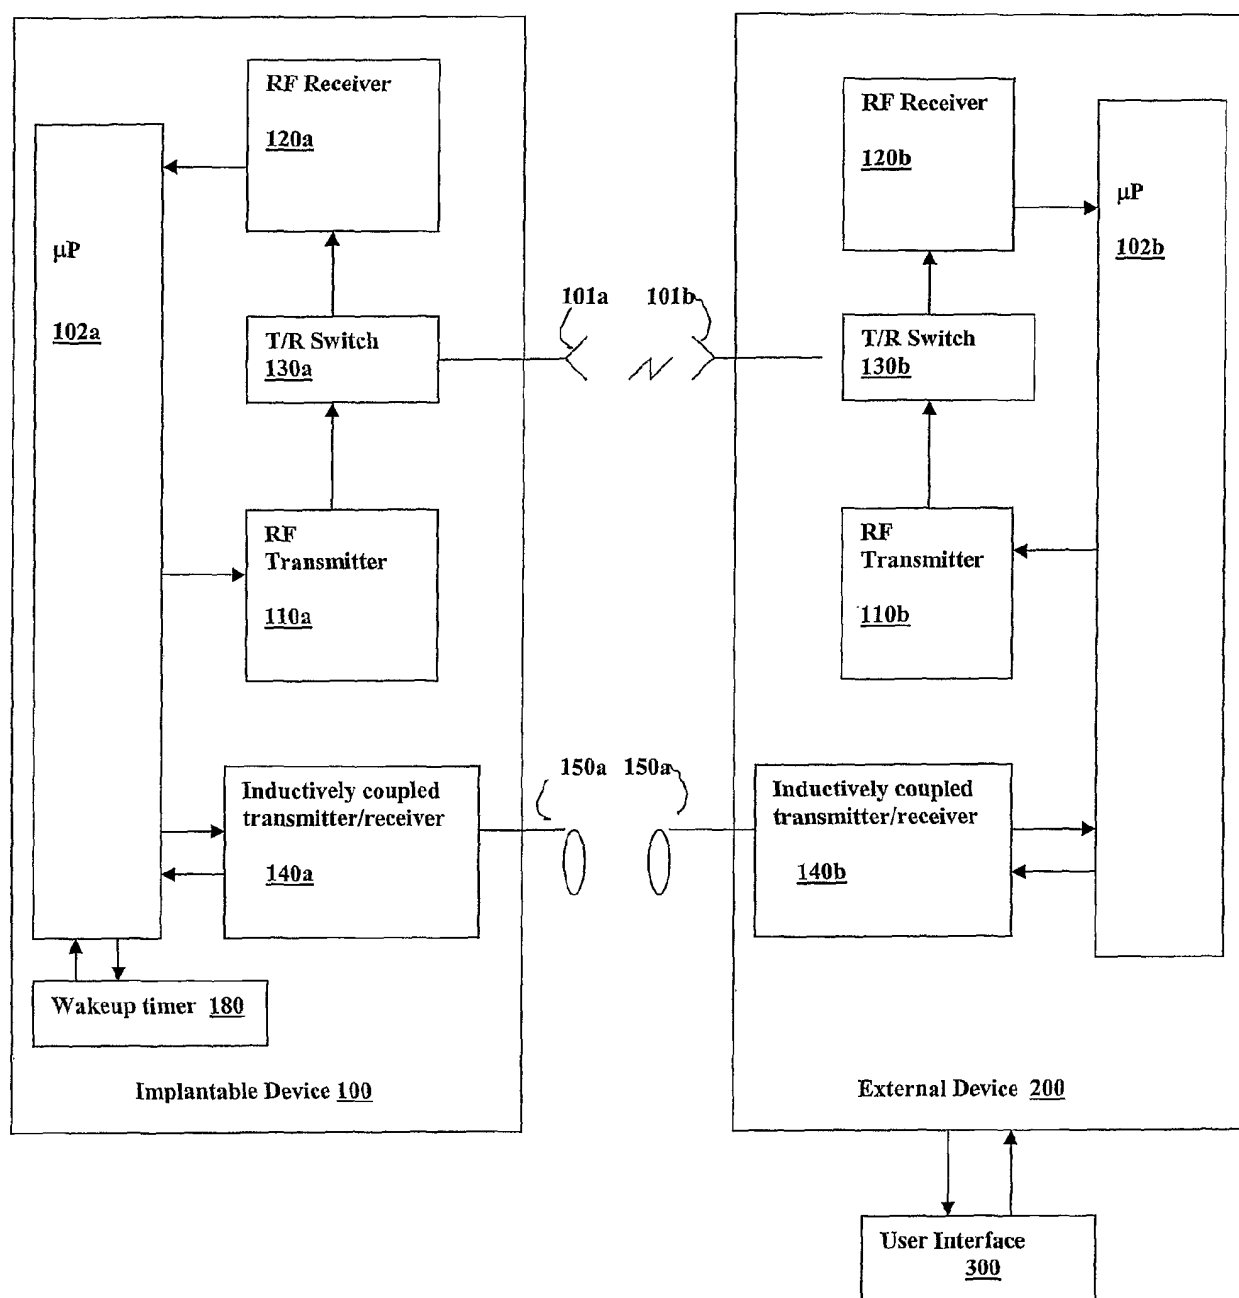 RF Receiver
120a
μP
102a
T/R Switch
130a
RF
Transmitter
110a
Inductively coupled
transmitter/receiver
140a
Wakeup timer 180
Implantable Device 100
101a
101b
150a
150a
RF Receiver
120b
μP
102b
T/R Switch
130b
RF
Transmitter
110b
Inductively coupled
transmitter/receiver
140b
External Device 200
User Interface
300